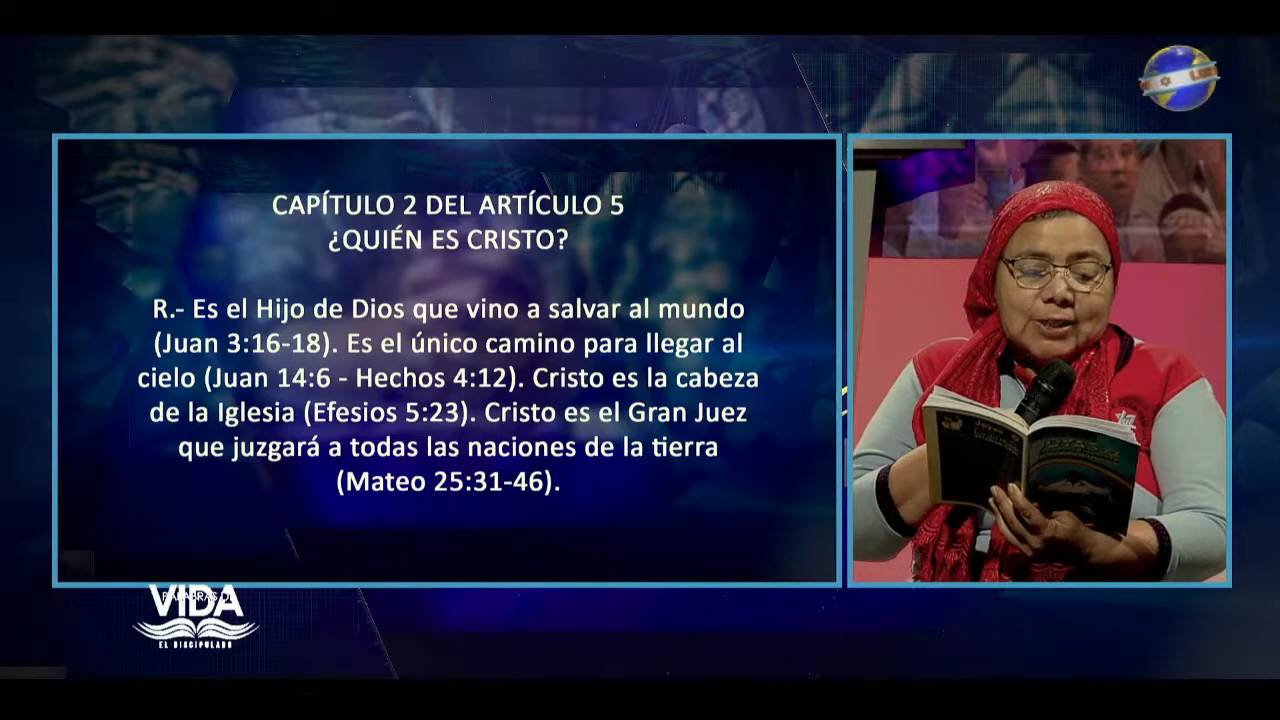 CAPÍTULO 2 DEL ARTÍCULO 5
¿QUIÉN ES CRISTO?
R.- Es el Hijo de Dios que vino a salvar al mundo
(Juan 3:16-18). Es el único camino para llegar al
cielo (Juan 14:6 - Hechos 4:12). Cristo es la cabeza
de la Iglesia (Efesios 5:23). Cristo es el Gran Juez
que juzgará a todas las naciones de la tierra
(Mateo 25:31-46).
PALABRAS DE
VIDA
EL DISCIPULADO
Joyas